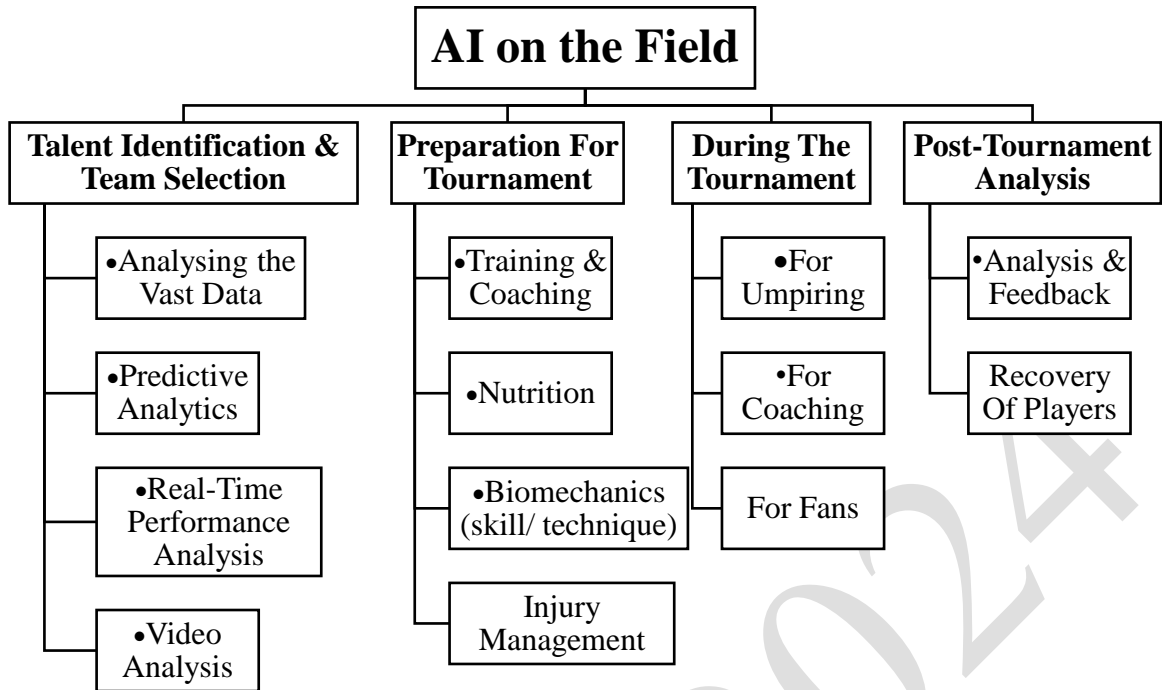 AI on the Field
Talent Identification &
Team Selection
•Analysing the
Vast Data
•Predictive
Analytics
•Real-Time
Performance
Analysis
•Video
Analysis
Preparation For
Tournament
•Training &
Coaching
•Nutrition
•Biomechanics
(skill/ technique)
Injury
Management
During The
Tournament
•For
Umpiring
•For
Coaching
For Fans
Post-Tournament
Analysis
•Analysis &
Feedback
Recovery
Of Players
024